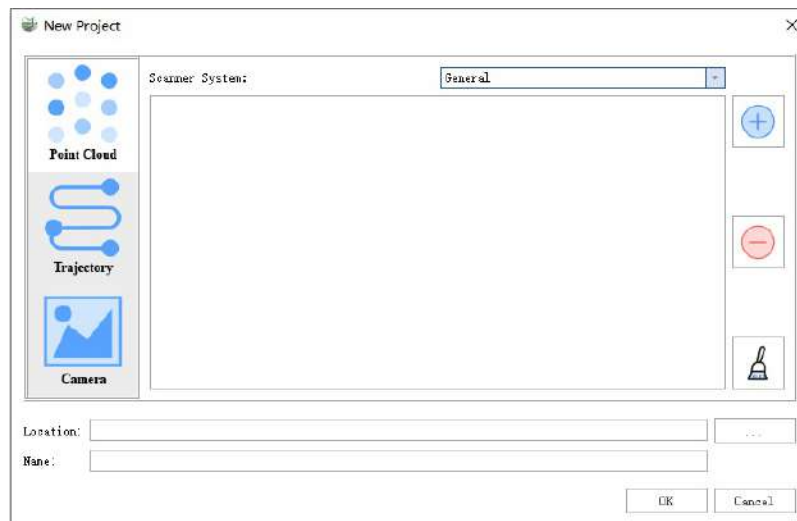 New Project
Scanner System:
General
Point Cloud
Trajectory
Camera
Location:
...
Name:
OK
Cancel